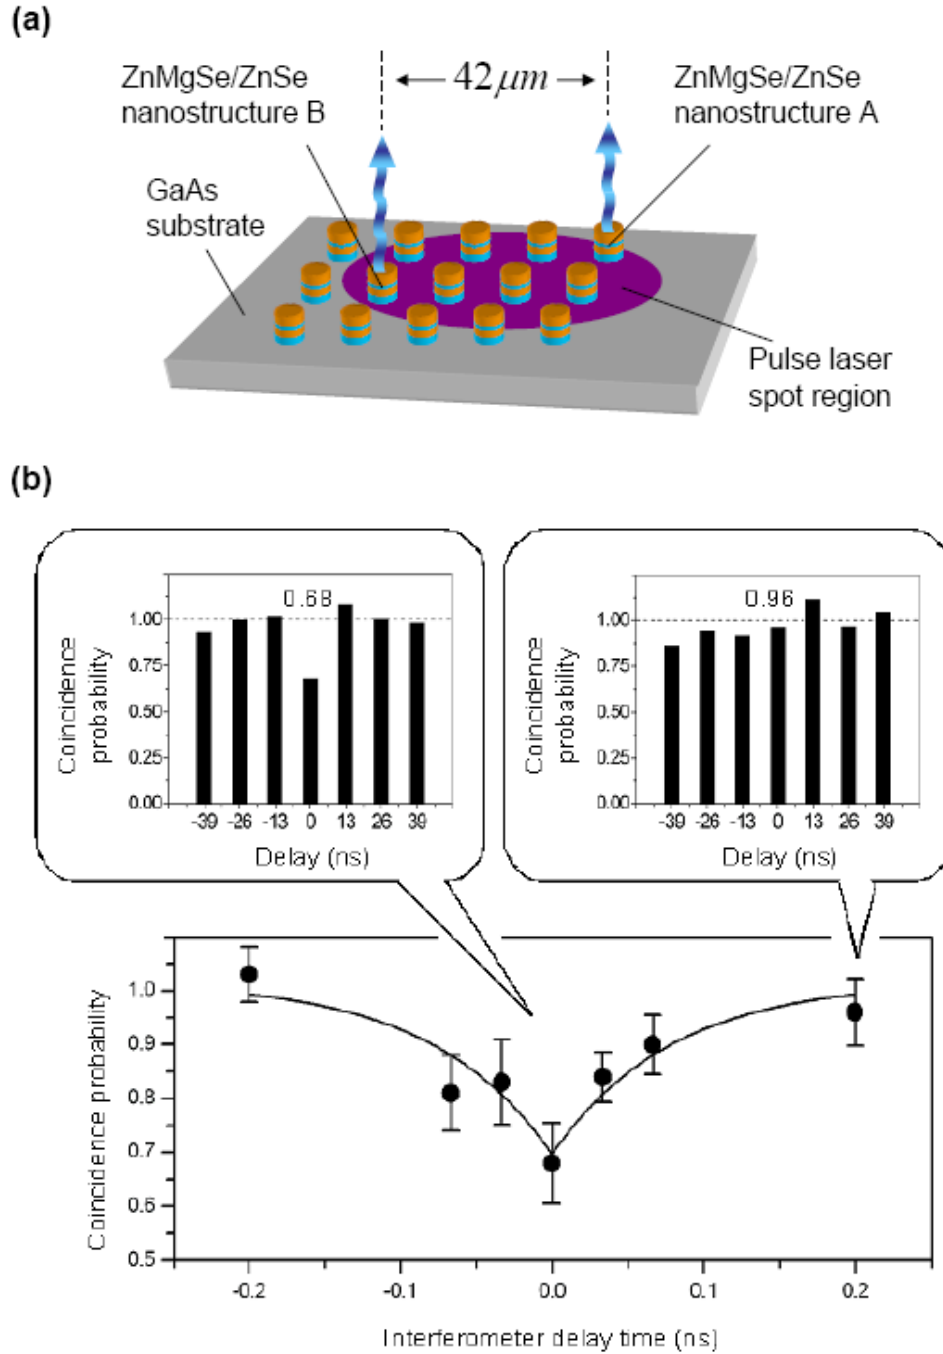 (a)
ZnMgSe/ZnSe
nanostructure B
42 μm
ZnMgSe/ZnSe
nanostructure A
GaAs
substrate
Pulse laser
spot region
(b)
0.68
1.00
0.75
0.50
0.25
0.00
Coincidence
probability
-39 -26 -13 0 13 26 39
Delay (ns)
0.96
1.00
0.75
0.50
0.25
0.00
Coincidence
probability
-39 -26 -13 0 13 26 39
Delay (ns)
1.0
0.9
0.8
0.7
0.6
0.5
Coincidence probability
-0.2 -0.1 0.0 0.1 0.2
Interferometer delay time (ns)